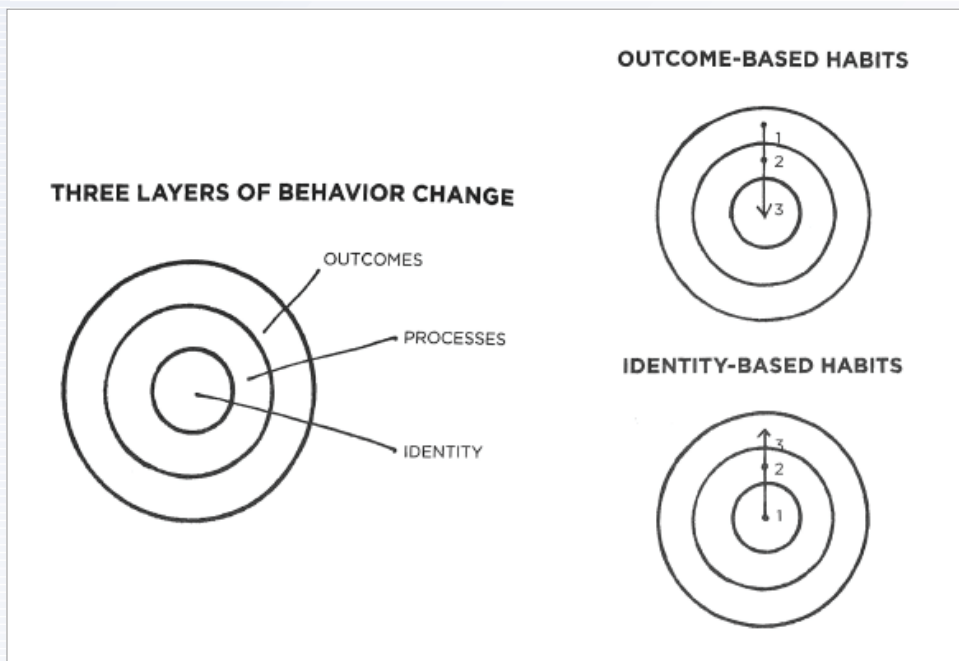 THREE LAYERS OF BEHAVIOR CHANGE
OUTCOMES
PROCESSES
IDENTITY
OUTCOME-BASED HABITS
1
2
3
IDENTITY-BASED HABITS
3
2
1